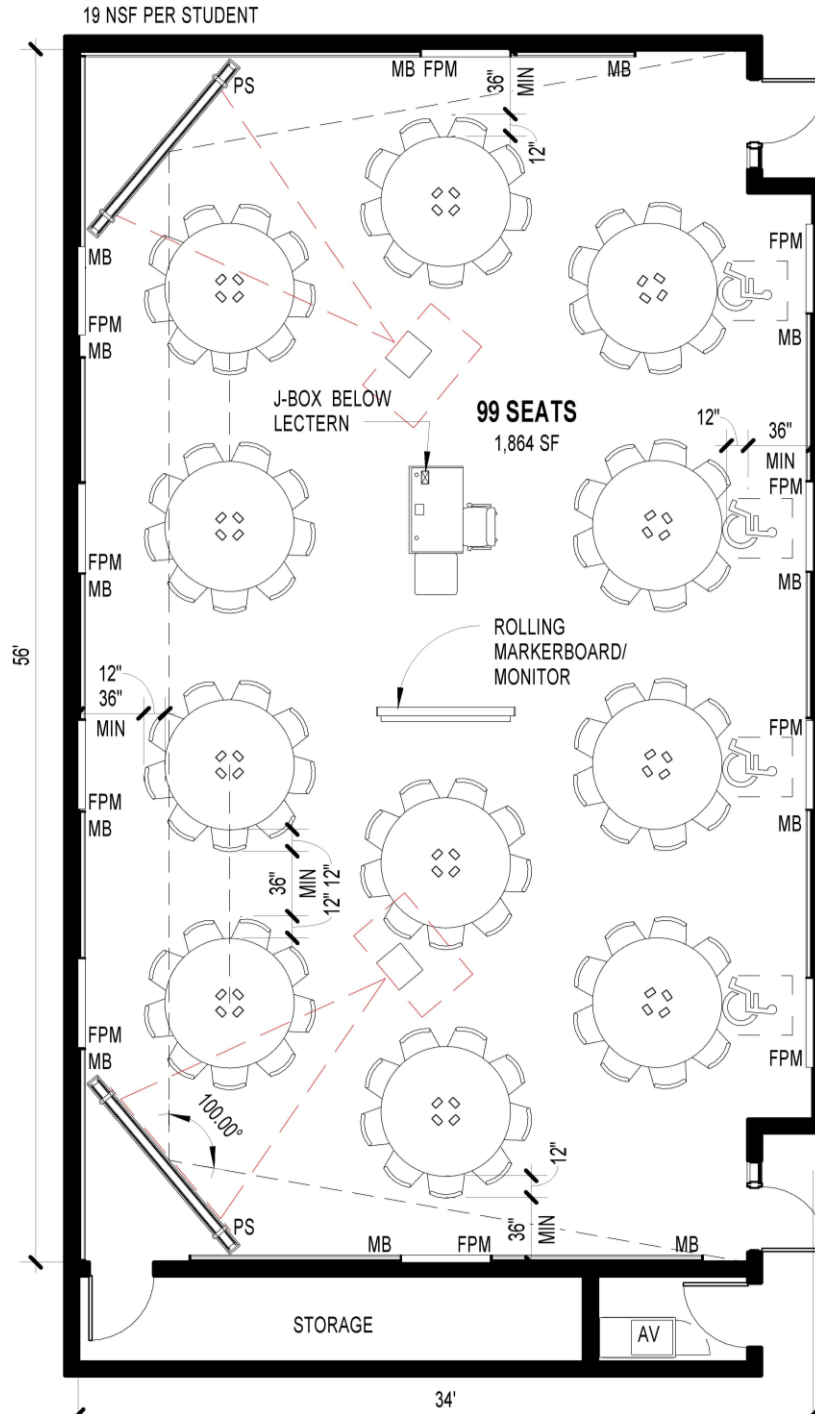 19 NSF PER STUDENT
MB FPM
MB
PS
36"
MIN
12"
MB
FPM
MB
FPM
MB
J-BOX BELOW
LECTERN
99 SEATS
1,864 SF
12"
36"
MIN
FPM
FPM
MB
MB
56'
ROLLING
MARKERBOARD/
MONITOR
12"
36"
MIN
FPM
FPM
MB
MB
36"
MIN
12" 12"
FPM
MB
FPM
100.00°
PS
12"
36"
MIN
MB
FPM
MB
STORAGE
AV
34'